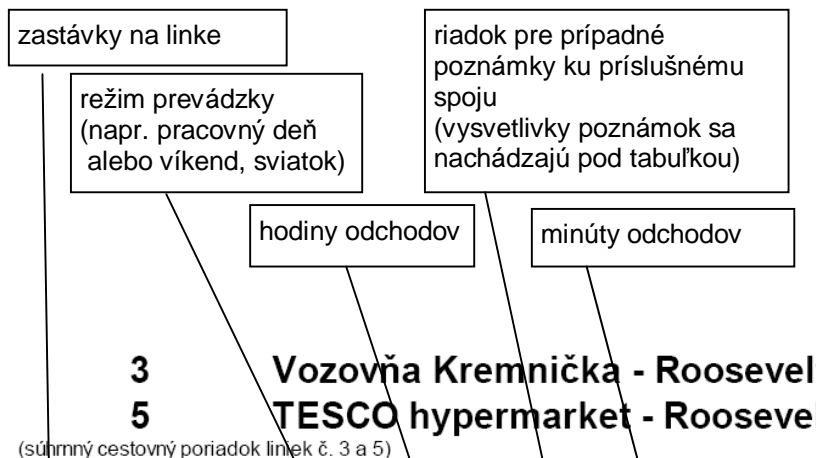 zastávky na linke
riadok pre prípadné
poznámky ku príslušnému
spoju
(vysvetlivky poznámok sa
nachádzajú pod tabuľkou)
režim prevádzky
(napr. pracovný deň
alebo víkend, sviatok)
hodiny odchodov
minúty odchodov
3 Vozovňa Kremnička - Roosevel
5 TESCO hypermarket - Roosevel
(súhrnný cestovný poriadok liniek č. 3 a 5)